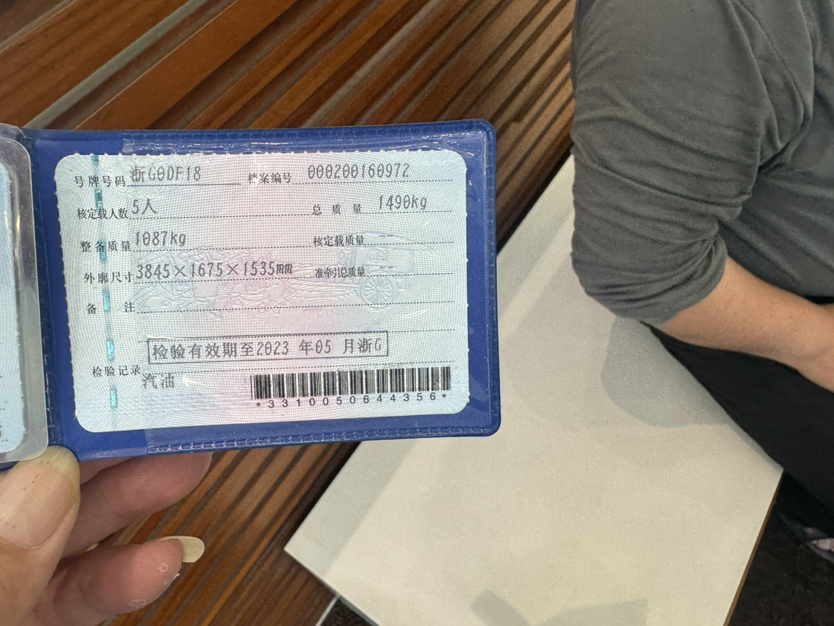 号牌号码 浙G0DF18 档案编号 000200160972
核定载人数 5人 总质量 1490kg
整备质量 1087kg 核定载质量
外廓尺寸 3845×1675×1535mm 准牵引总质量
备注
检验有效期至2023 年05 月浙G
检验记录
汽油
*3310050644356*